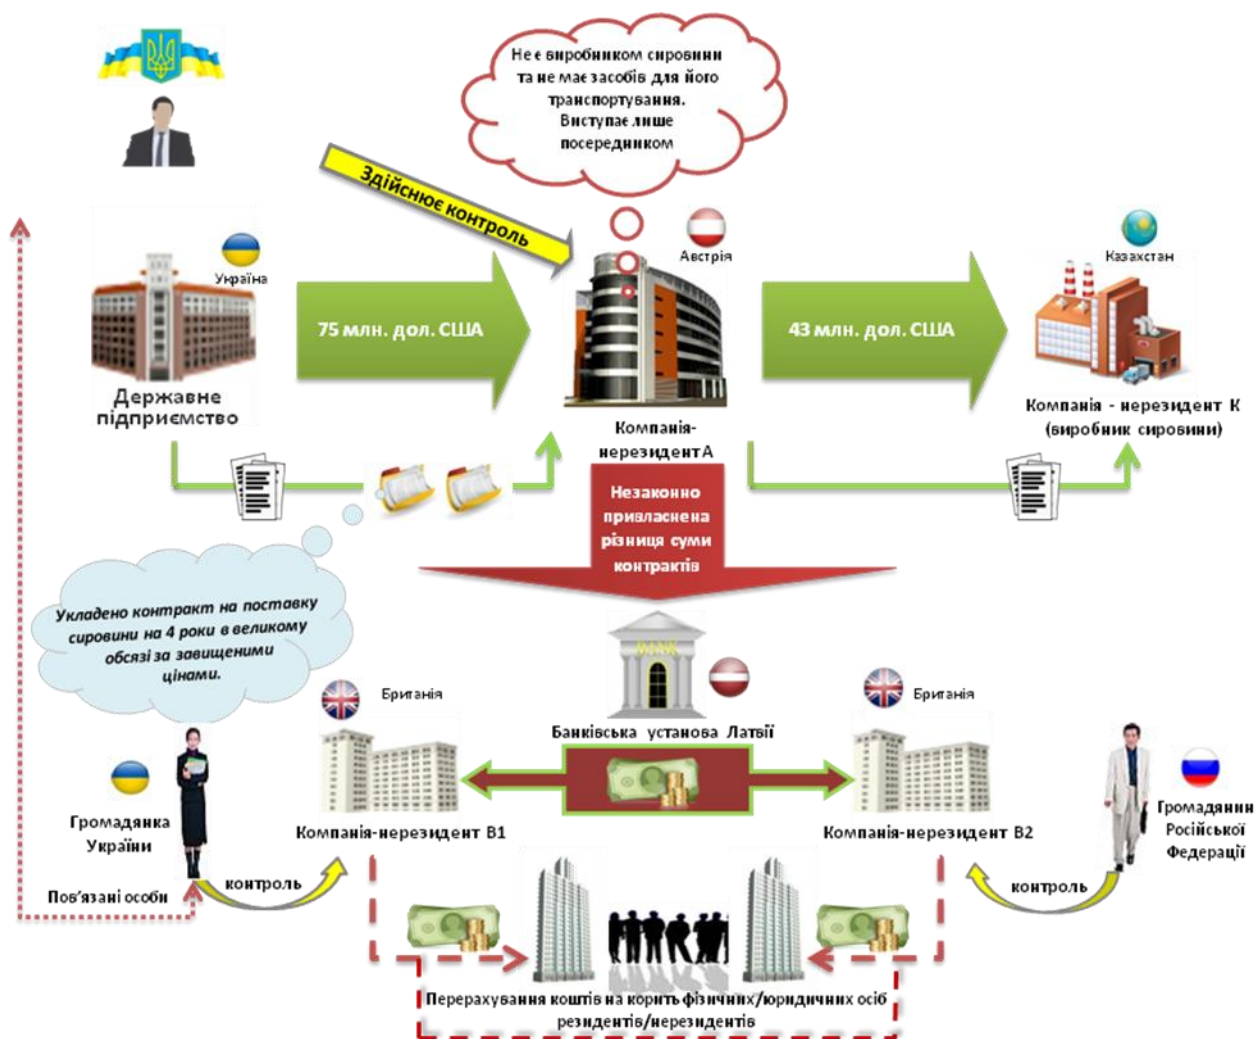 Не є виробником сировини
та не має засобів для його
транспортування.
Виступає лише
посередником
Здійснює контроль
Україна
Австрія
Казахстан
75 млн. дол. США
43 млн. дол. США
Державне
підприємство
Компанія-
нерезидент А
Компанія - нерезидент К
(виробник сировини)
Незаконно
привласнена
різниця суми
контрактів
Укладено контракт на поставку
сировини на 4 роки в великому
обсязі за завищеними
цінами.
BANK
Британія
Британія
Банківська установа Латвії
Громадянка
України
Компанія-нерезидент В1
Компанія-нерезидент В2
Громадянин
Російської
Федерації
Пов'язані особи
контроль
контроль
Перерахування коштів на корить фізичних/юридичних осіб
резидентів/нерезидентів